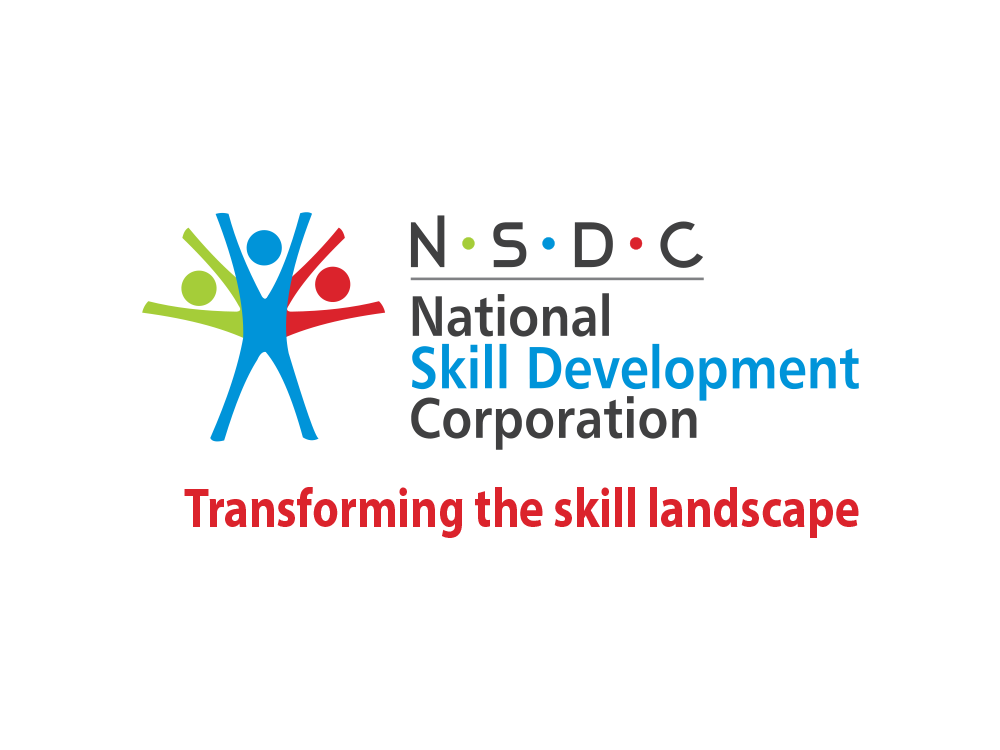 N·S·D·C
National
Skill Development
Corporation
Transforming the skill landscape